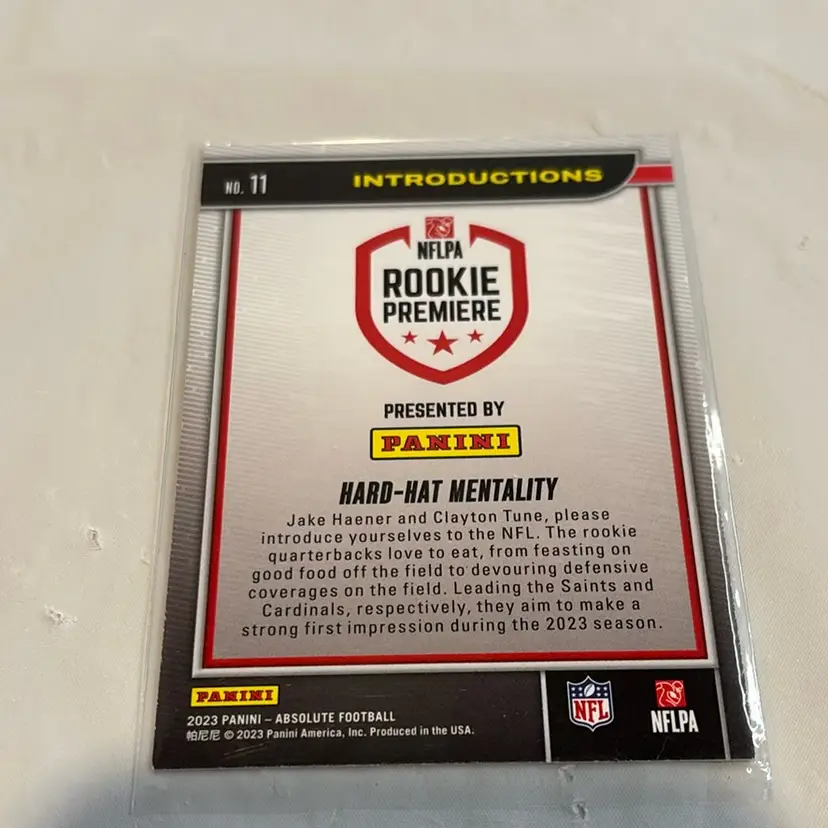 NO. 11 INTRODUCTIONS
NFLPA
ROOKIE
PREMIERE
PRESENTED BY
PANINI
HARD-HAT MENTALITY
Jake Haener and Clayton Tune, please
introduce yourselves to the NFL. The rookie
quarterbacks love to eat, from feasting on
good food off the field to devouring defensive
coverages on the field. Leading the Saints and
Cardinals, respectively, they aim to make a
strong first impression during the 2023 season.
PANINI
2023 PANINI – ABSOLUTE FOOTBALL
帕尼尼 © 2023 Panini America, Inc. Produced in the USA.
NFL
NFLPA